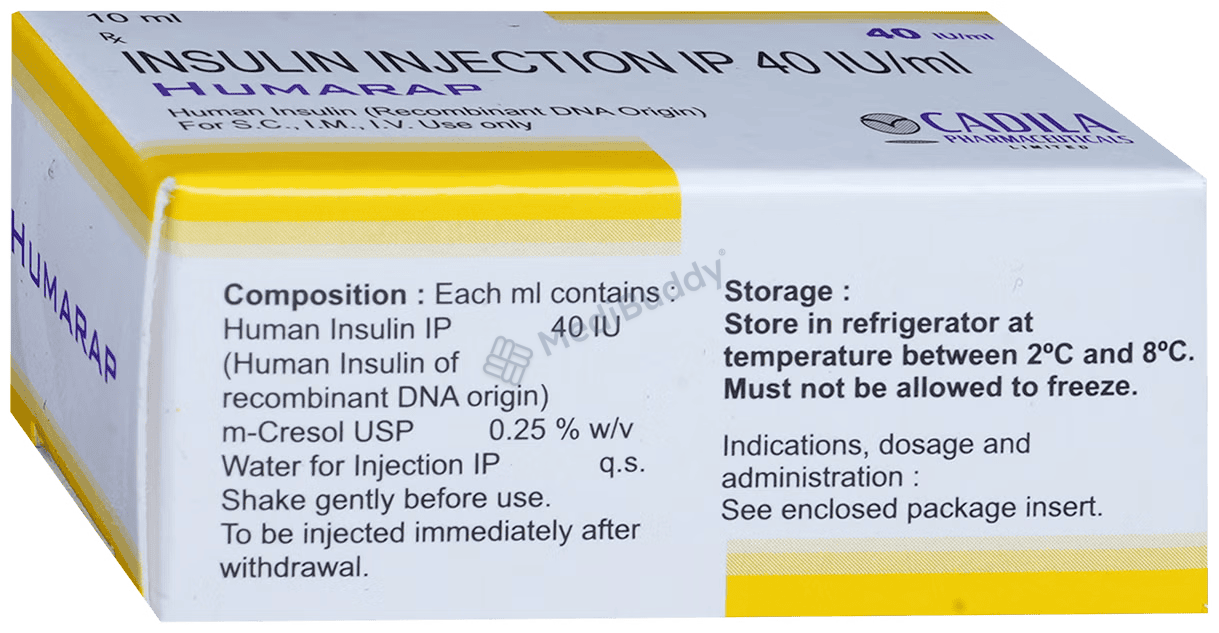 10 ml
Rx
INSULIN INJECTION IP 40 IU/ml
40 IU/ml
HUMARAP
Human Insulin (Recombinant DNA Origin)
For S.C., I.M., I.V. Use only
CADILA
PHARMACEUTICALS
LIMITED
HUMARAP
Composition : Each ml contains :
Human Insulin IP 40 IU
(Human Insulin of
recombinant DNA origin)
m-Cresol USP 0.25 % w/v
Water for Injection IP q.s.
Shake gently before use.
To be injected immediately after
withdrawal.
MediBuddy
Storage :
Store in refrigerator at
temperature between 2ºC and 8ºC.
Must not be allowed to freeze.
Indications, dosage and
administration :
See enclosed package insert.